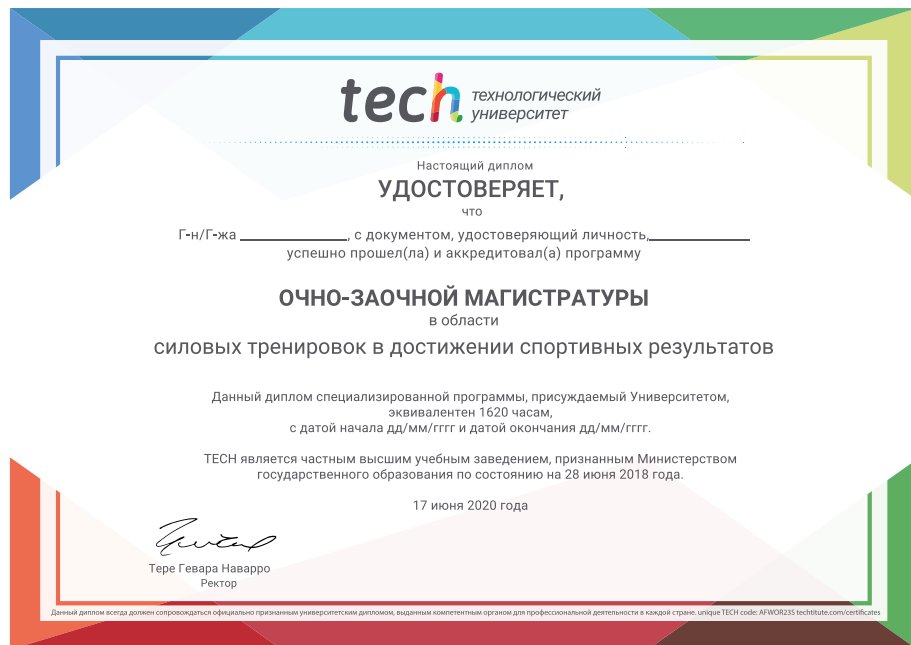 tech технологический
университет
Настоящий диплом
УДОСТОВЕРЯЕТ,
что
Г-н/Г-жа ______________, с документом, удостоверяющий личность,_____________
успешно прошел(ла) и аккредитовал(а) программу
ОЧНО-ЗАОЧНОЙ МАГИСТРАТУРЫ
в области
силовых тренировок в достижении спортивных результатов
Данный диплом специализированной программы, присуждаемый Университетом,
эквивалентен 1620 часам,
с датой начала дд/мм/гггг и датой окончания дд/мм/гггг.
TECH является частным высшим учебным заведением, признанным Министерством
государственного образования по состоянию на 28 июня 2018 года.
17 июня 2020 года
Тере Гевара Наварро
Ректор
Данный диплом всегда должен сопровождаться официально признанным университетским дипломом, выданным компетентным органом для профессиональной деятельности в каждой стране. unique TECH code: AFWOR23S techtitute.com/certificates